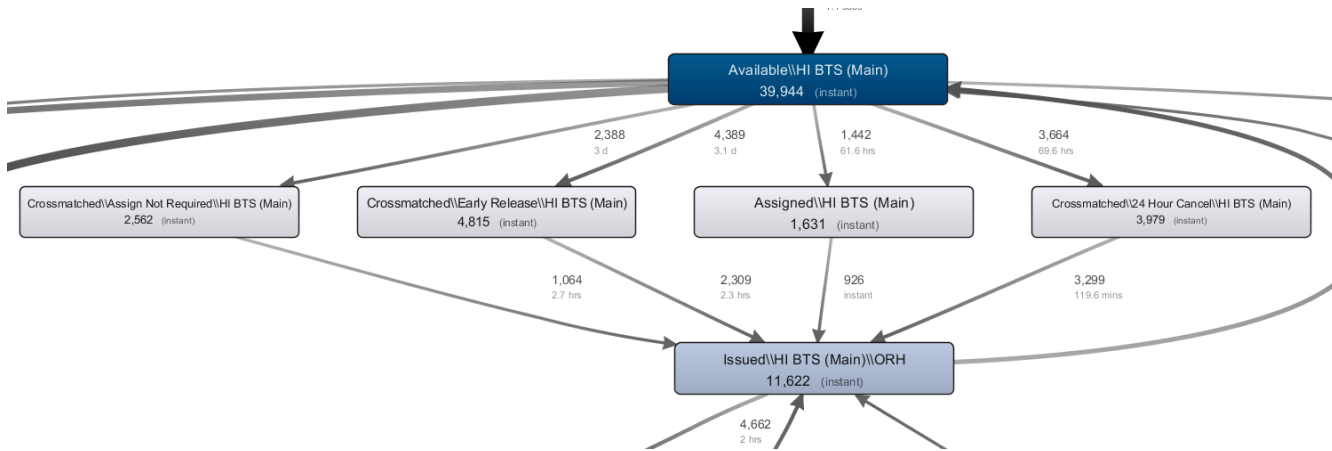 Available\\HI BTS (Main)
39,944 (instant)
2,388
3 d
4,389
3.1 d
1,442
61.6 hrs
3,664
69.6 hrs
Crossmatched\\Assign Not Required\\HI BTS (Main)
2,562 (instant)
Crossmatched\\Early Release\\HI BTS (Main)
4,815 (instant)
Assigned\\HI BTS (Main)
1,631 (instant)
Crossmatched\\24 Hour Cancel\\HI BTS (Main)
3,979 (instant)
1,064
2.7 hrs
2,309
2.3 hrs
926
instant
3,299
119.6 mins
Issued\\HI BTS (Main)\\ORH
11,622 (instant)
4,662
2 hrs